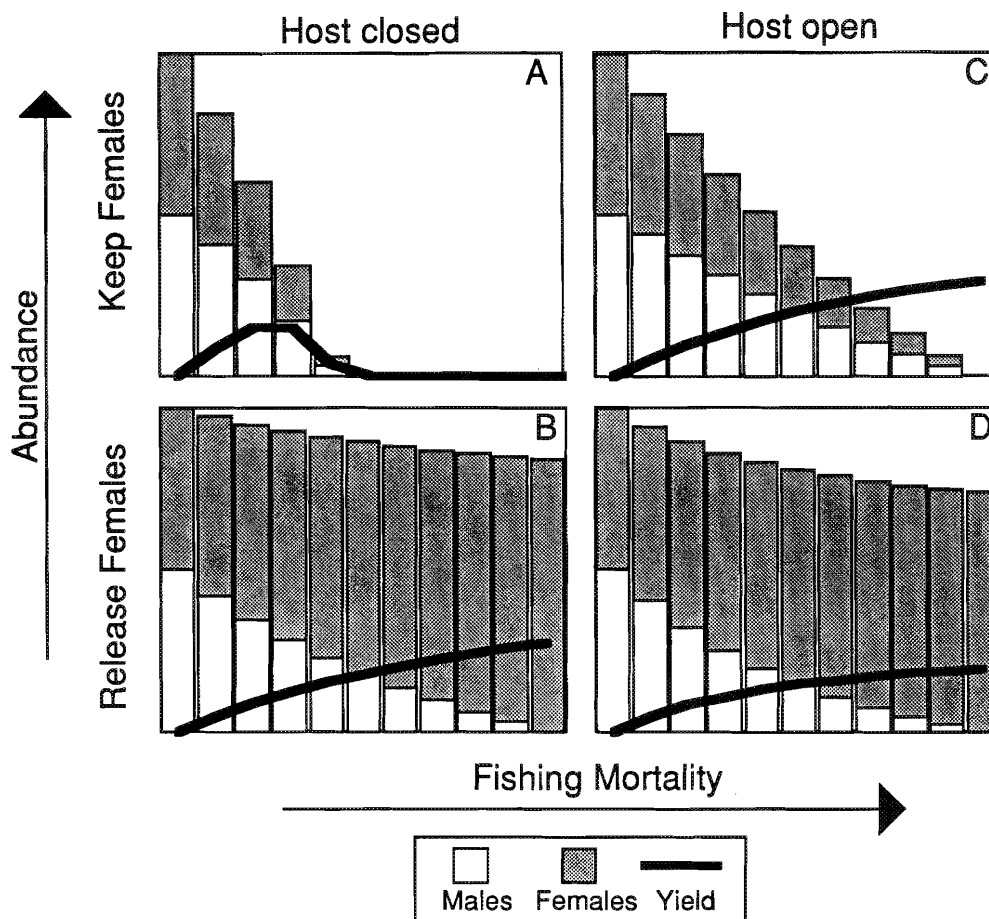 Host closed
Host open
Abundance
Keep Females
Release Females
A
C
B
D
Fishing Mortality
Males Females Yield